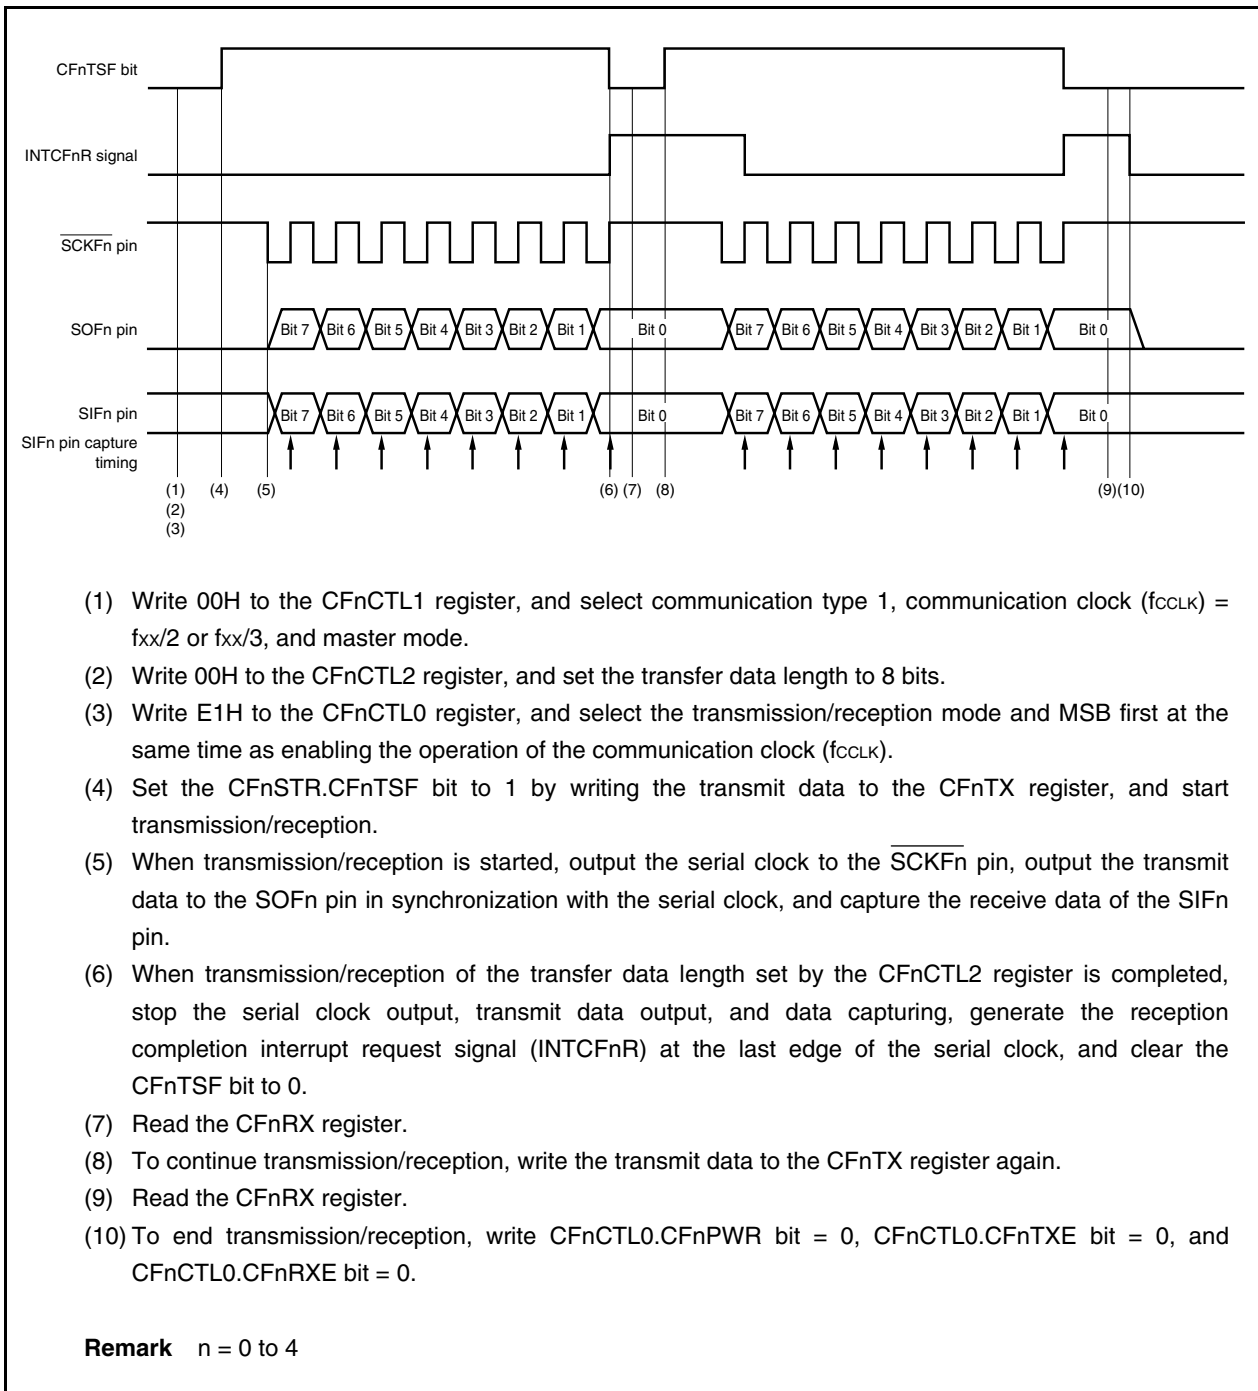 CFnTSF bit
INTCFnR signal
SCKFn pin
SOFn pin
Bit 7 Bit 6 Bit 5 Bit 4 Bit 3 Bit 2 Bit 1 Bit 0 Bit 7 Bit 6 Bit 5 Bit 4 Bit 3 Bit 2 Bit 1 Bit 0
SIFn pin
Bit 7 Bit 6 Bit 5 Bit 4 Bit 3 Bit 2 Bit 1 Bit 0 Bit 7 Bit 6 Bit 5 Bit 4 Bit 3 Bit 2 Bit 1 Bit 0
SIFn pin capture
timing
(1) (4) (5) (6) (7) (8) (9) (10)
(2)
(3)
(1) Write 00H to the CFnCTL1 register, and select communication type 1, communication clock (fCCLK) =
fxx/2 or fxx/3, and master mode.
(2) Write 00H to the CFnCTL2 register, and set the transfer data length to 8 bits.
(3) Write E1H to the CFnCTL0 register, and select the transmission/reception mode and MSB first at the
same time as enabling the operation of the communication clock (fCCLK).
(4) Set the CFnSTR.CFnTSF bit to 1 by writing the transmit data to the CFnTX register, and start
transmission/reception.
(5) When transmission/reception is started, output the serial clock to the SCKFn pin, output the transmit
data to the SOFn pin in synchronization with the serial clock, and capture the receive data of the SIFn
pin.
(6) When transmission/reception of the transfer data length set by the CFnCTL2 register is completed,
stop the serial clock output, transmit data output, and data capturing, generate the reception
completion interrupt request signal (INTCFnR) at the last edge of the serial clock, and clear the
CFnTSF bit to 0.
(7) Read the CFnRX register.
(8) To continue transmission/reception, write the transmit data to the CFnTX register again.
(9) Read the CFnRX register.
(10) To end transmission/reception, write CFnCTL0.CFnPWR bit = 0, CFnCTL0.CFnTXE bit = 0, and
CFnCTL0.CFnRXE bit = 0.
Remark n = 0 to 4